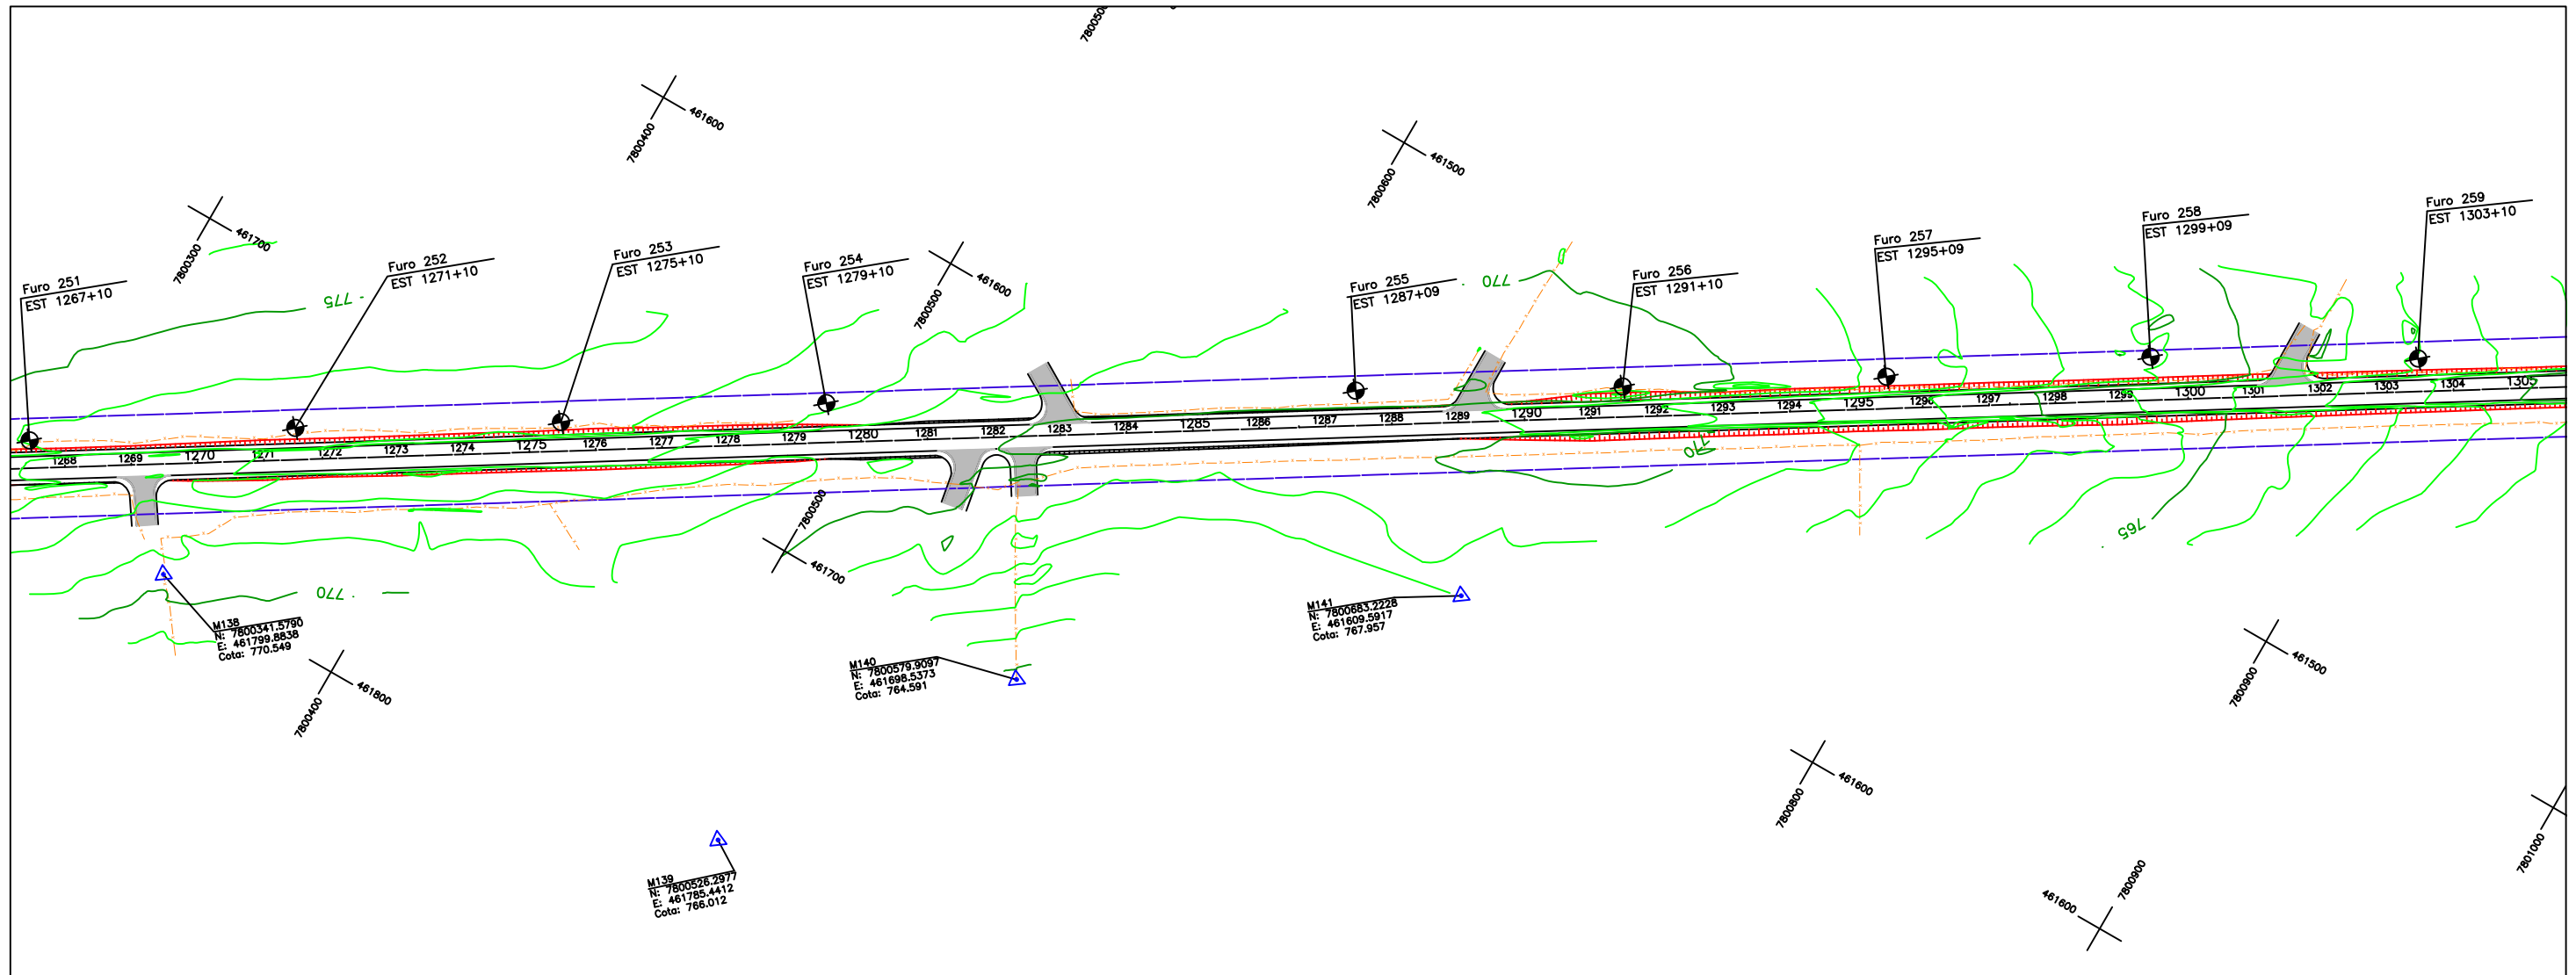 7800500
461600
7800400
461500
7800600
461700
7800300
Furo 251
EST 1267+10
Furo 252
EST 1271+10
Furo 253
EST 1275+10
Furo 254
EST 1279+10
461600
7800500
Furo 255
EST 1287+09
Furo 256
EST 1291+10
Furo 257
EST 1295+09
Furo 258
EST 1299+09
Furo 259
EST 1303+10
775
770
1268 1269 1270 1271 1272 1273 1274 1275 1276 1277 1278 1279 1280 1281 1282 1283 1284 1285 1286 1287 1288 1289 1290 1291 1292 1293 1294 1295 1296 1297 1298 1299 1300 1301 1302 1303 1304 1305
770
7800500
461700
765
770
M138
N: 7800341.5790
E: 461799.8838
Cota: 770.549
M141
N: 7800683.2228
E: 461609.5917
Cota: 767.957
M140
N: 7800579.9097
E: 461698.5373
Cota: 764.591
461800
7800400
461500
7800900
461600
7800800
M139
N: 7800526.2977
E: 461785.4412
Cota: 766.012
7801000
7800900
461600